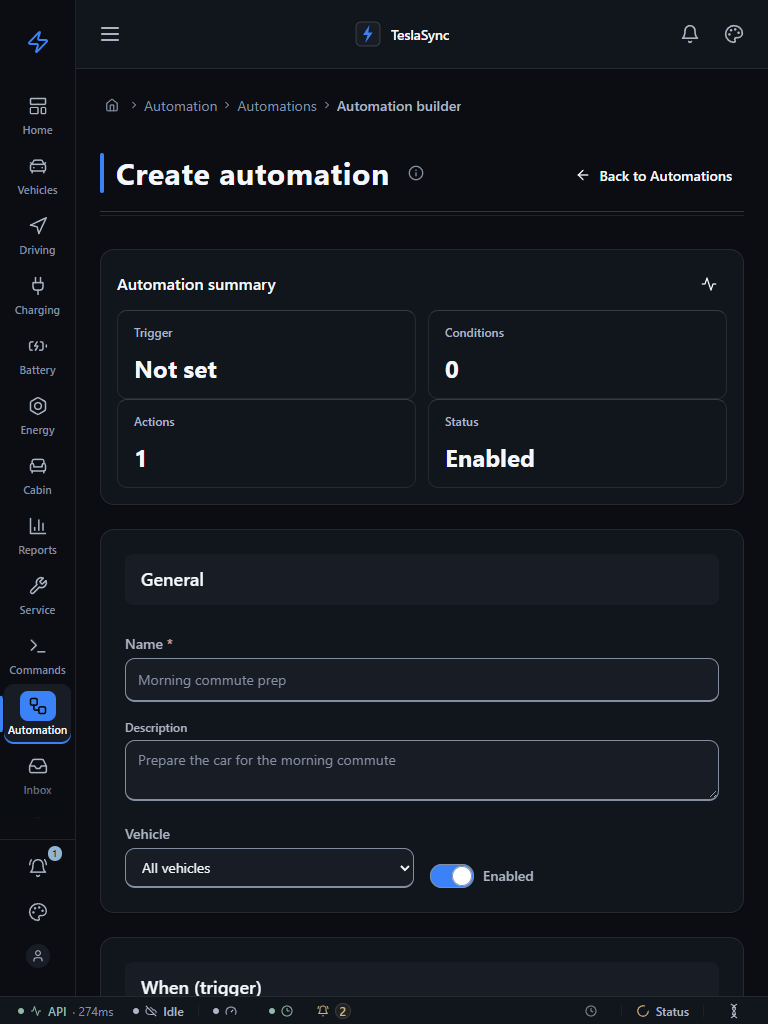 TeslaSync
Home
Vehicles
Driving
Charging
Battery
Energy
Cabin
Reports
Service
Commands
Automation
Inbox
1
Automation
Automations
Automation builder
Create automation
Back to Automations
Automation summary
Trigger
Not set
Conditions
0
Actions
1
Status
Enabled
General
Name *
Morning commute prep
Description
Prepare the car for the morning commute
Vehicle
All vehicles
Enabled
When (trigger)
API · 274ms
Idle
2
Status